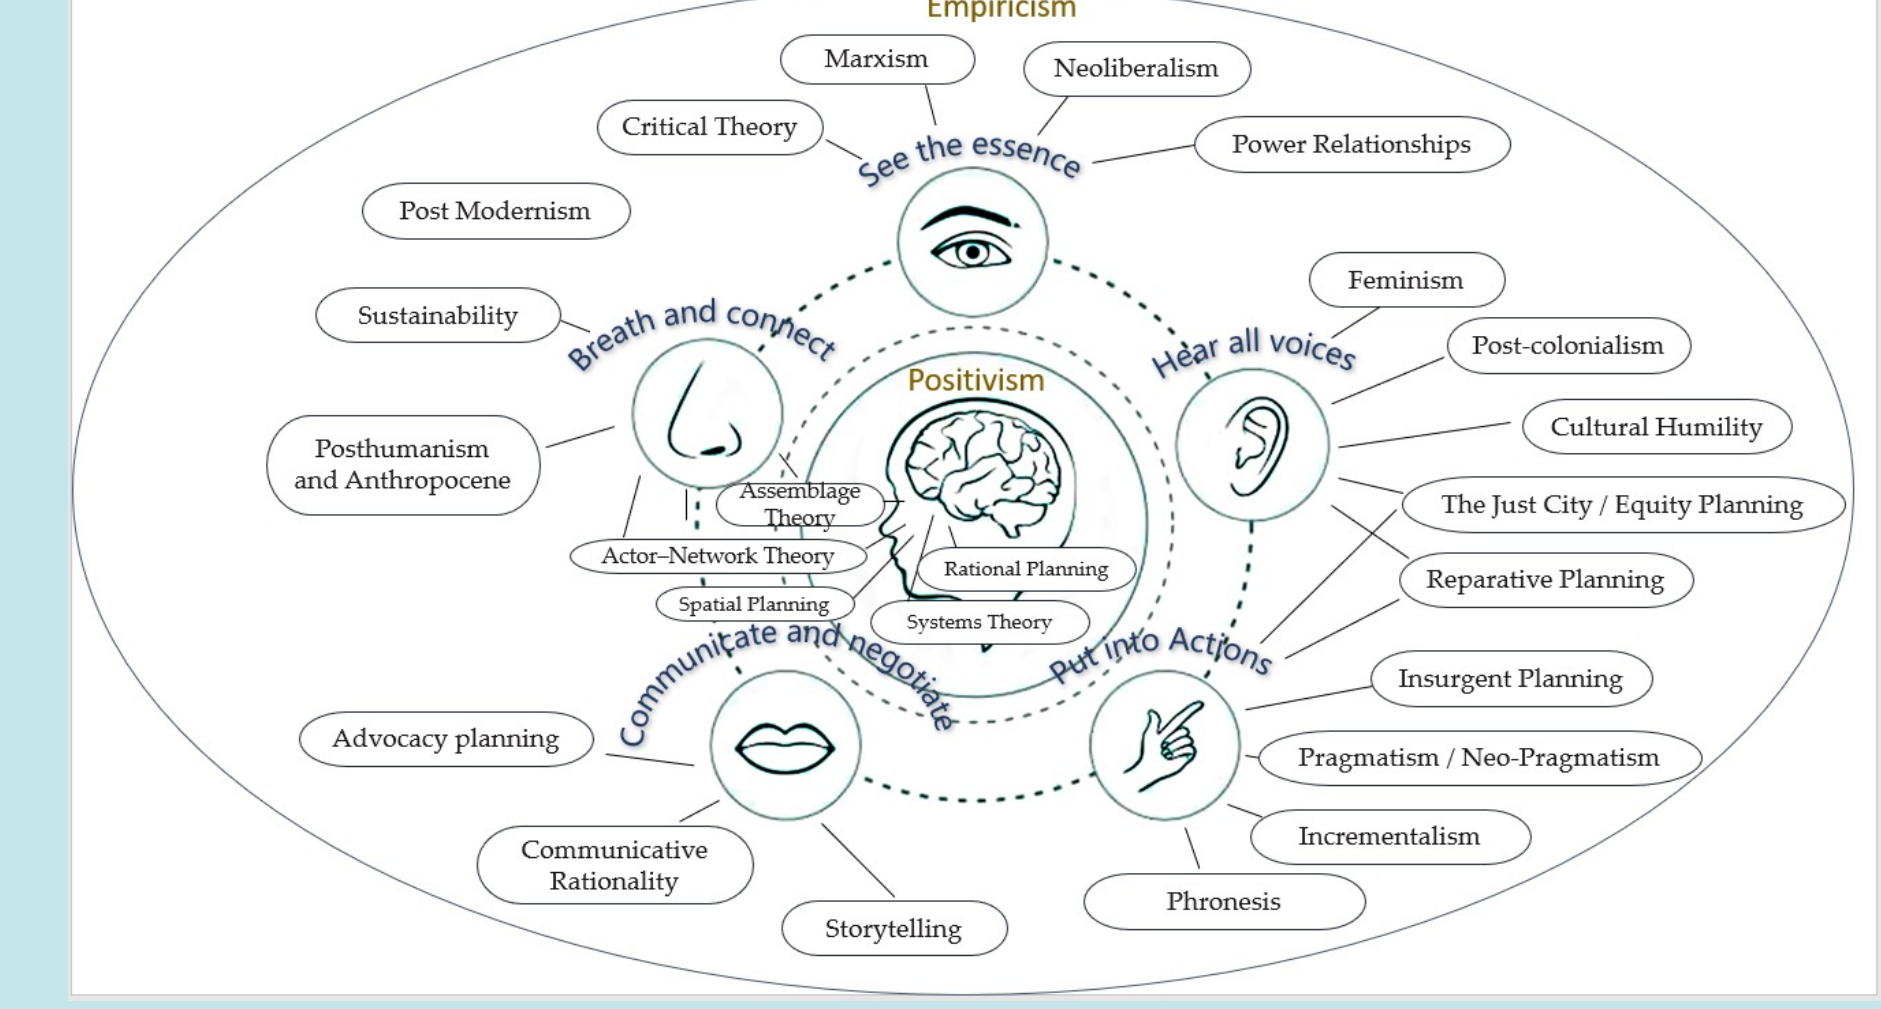 Empiricism
Marxism
Neoliberalism
Critical Theory
Power Relationships
See the essence
Post Modernism
Feminism
Sustainability
Breath and connect
Hear all voices
Post-colonialism
Positivism
Cultural Humility
Posthumanism
and Anthropocene
Assemblage
Theory
The Just City / Equity Planning
Actor–Network Theory
Rational Planning
Reparative Planning
Spatial Planning
Systems Theory
Communicate and negotiate
Put into Actions
Insurgent Planning
Advocacy planning
Pragmatism / Neo-Pragmatism
Incrementalism
Communicative
Rationality
Phronesis
Storytelling